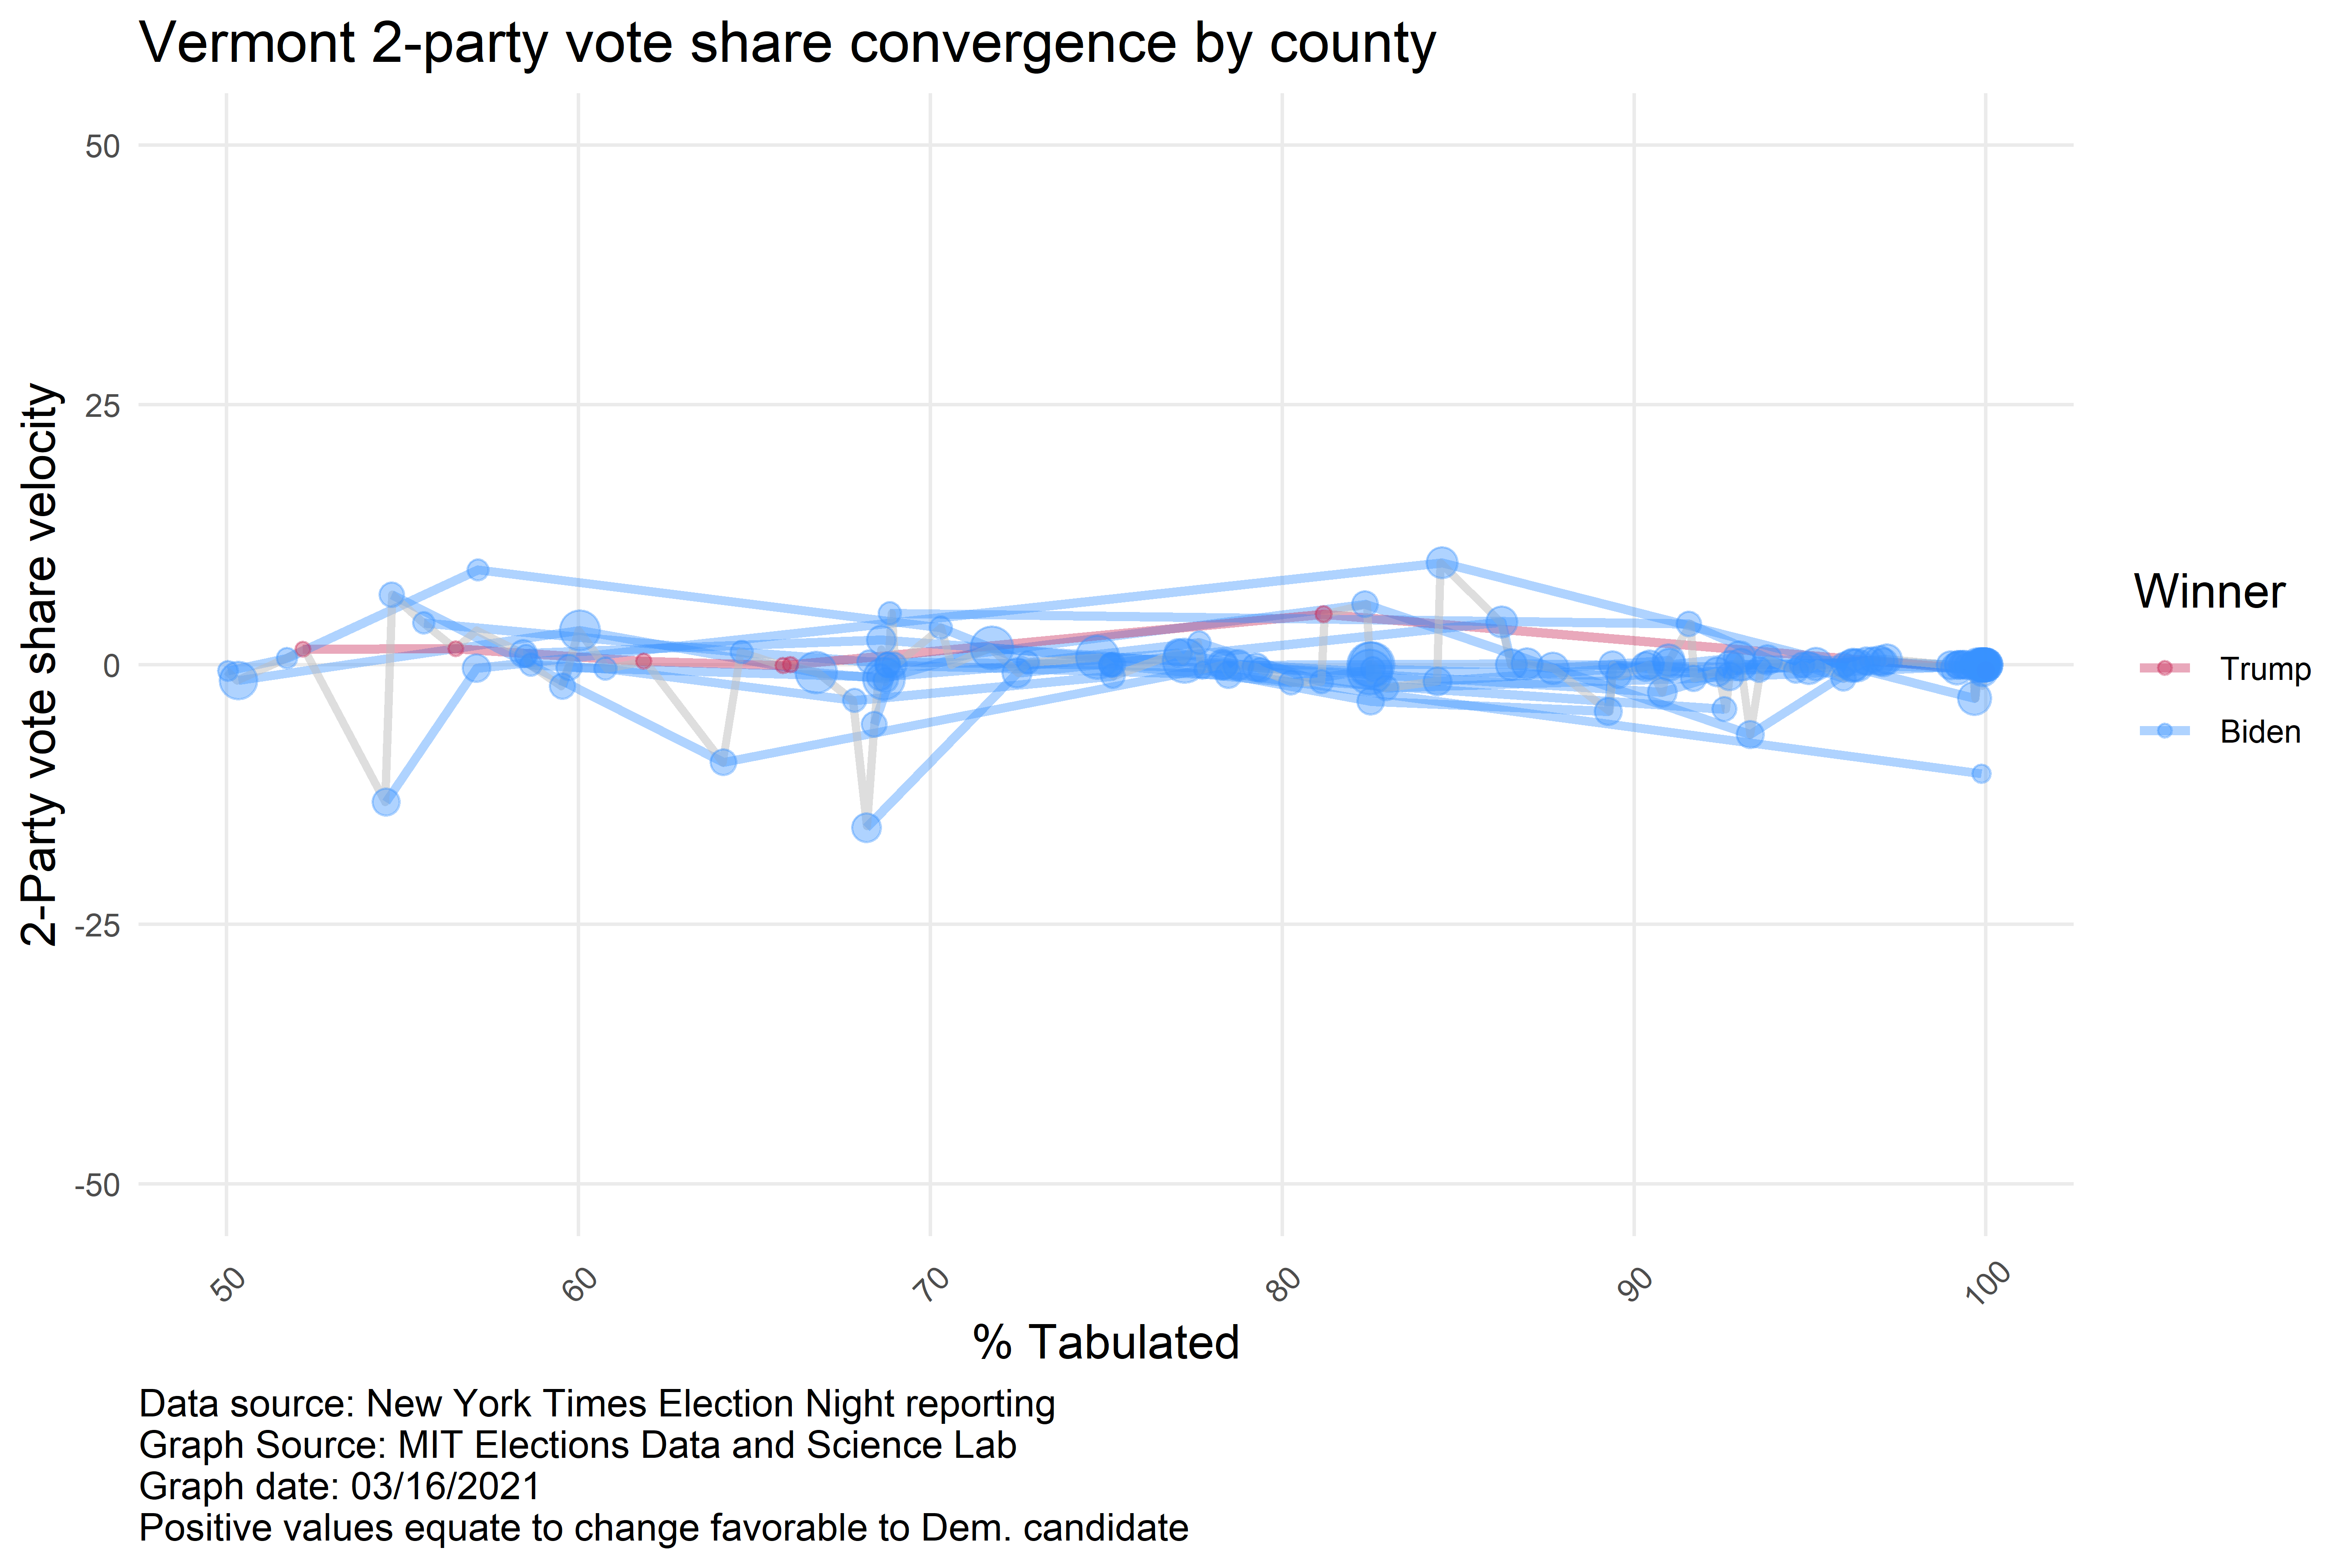 Vermont 2-party vote share convergence by county
2-Party vote share velocity
50
25
0
-25
-50
50
60
70
80
90
100
% Tabulated
Winner
Trump
Biden
Data source: New York Times Election Night reporting
Graph Source: MIT Elections Data and Science Lab
Graph date: 03/16/2021
Positive values equate to change favorable to Dem. candidate